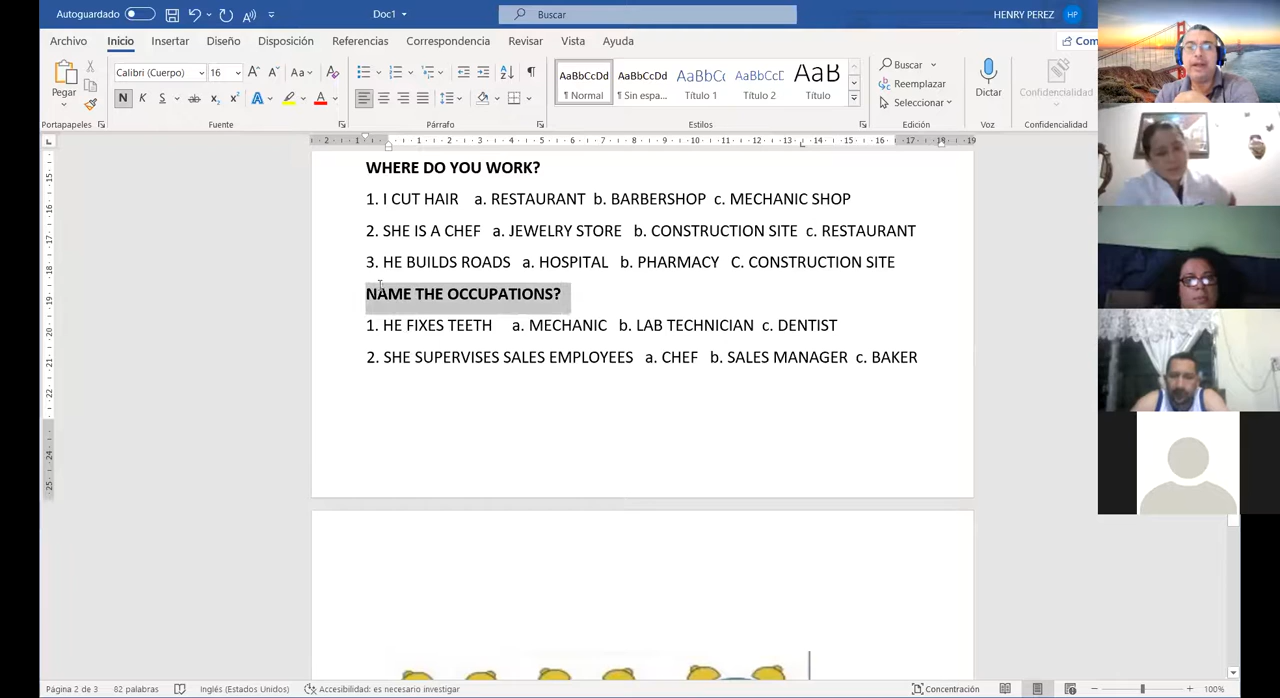 Autoguardado
Doc1
Buscar
HENRY PEREZ
HP
Archivo Inicio Insertar Diseño Disposición Referencias Correspondencia Revisar Vista Ayuda
Com
Pegar
Calibri (Cuerpo) 16
N K S
AaBbCcDd AaBbCcDd AaBbC AaBbCcC AaB
¶ Normal ¶ Sin espa... Título 1 Título 2 Título
Buscar
Reemplazar
Seleccionar
Dictar
Confidencialidad
Portapapeles Fuente Párrafo Estilos Edición Voz Confidencialidad
WHERE DO YOU WORK?
1. I CUT HAIR a. RESTAURANT b. BARBERSHOP c. MECHANIC SHOP
2. SHE IS A CHEF a. JEWELRY STORE b. CONSTRUCTION SITE c. RESTAURANT
3. HE BUILDS ROADS a. HOSPITAL b. PHARMACY C. CONSTRUCTION SITE
NAME THE OCCUPATIONS?
1. HE FIXES TEETH a. MECHANIC b. LAB TECHNICIAN c. DENTIST
2. SHE SUPERVISES SALES EMPLOYEES a. CHEF b. SALES MANAGER c. BAKER
Página 2 de 3 82 palabras Inglés (Estados Unidos) Accesibilidad: es necesario investigar Concentración 100%